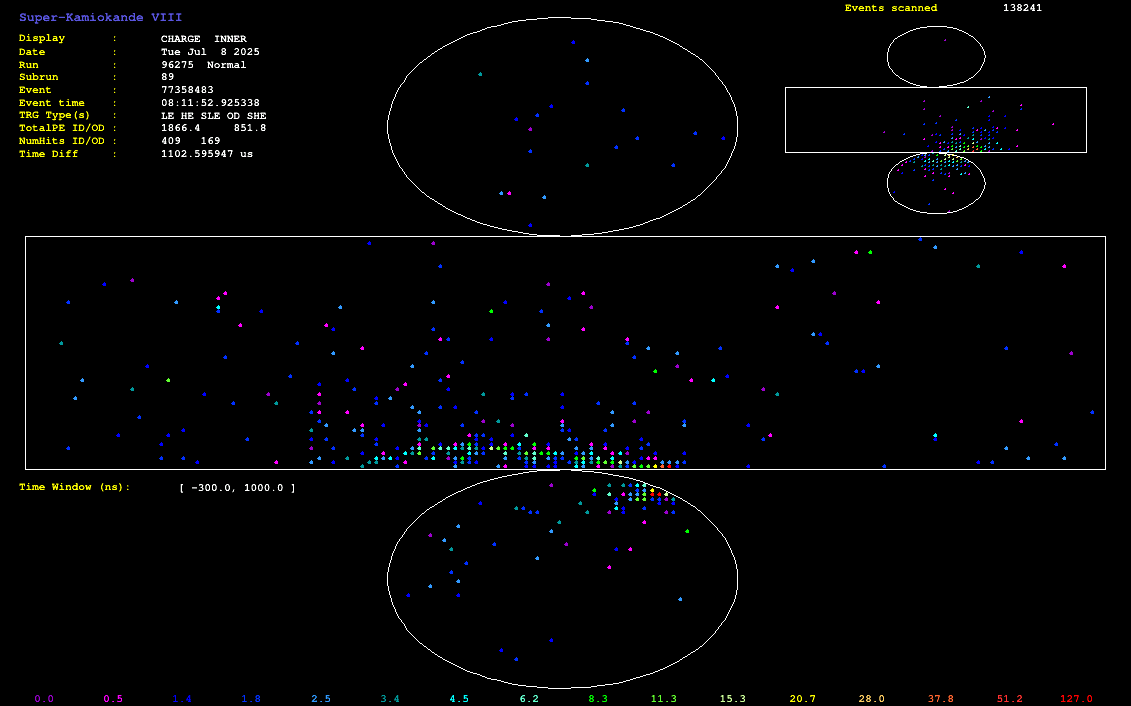 Super-Kamiokande VIII
Events scanned 138241
Display : CHARGE INNER
Date : Tue Jul 8 2025
Run : 96275 Normal
Subrun : 89
Event : 77358483
Event time : 08:11:52.925338
TRG Type(s) : LE HE SLE OD SHE
TotalPE ID/OD : 1866.4 851.8
NumHits ID/OD : 409 169
Time Diff : 1102.595947 us
Time Window (ns): [ -300.0, 1000.0 ]
0.0 0.5 1.4 1.8 2.5 3.4 4.5 6.2 8.3 11.3 15.3 20.7 28.0 37.8 51.2 127.0